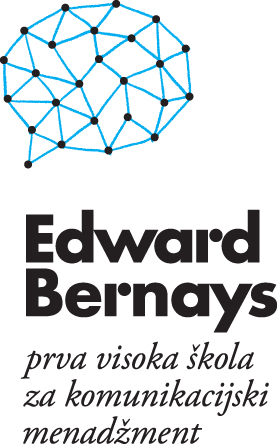 Edward
Bernays
prva visoka škola
za komunikacijski
menadžment